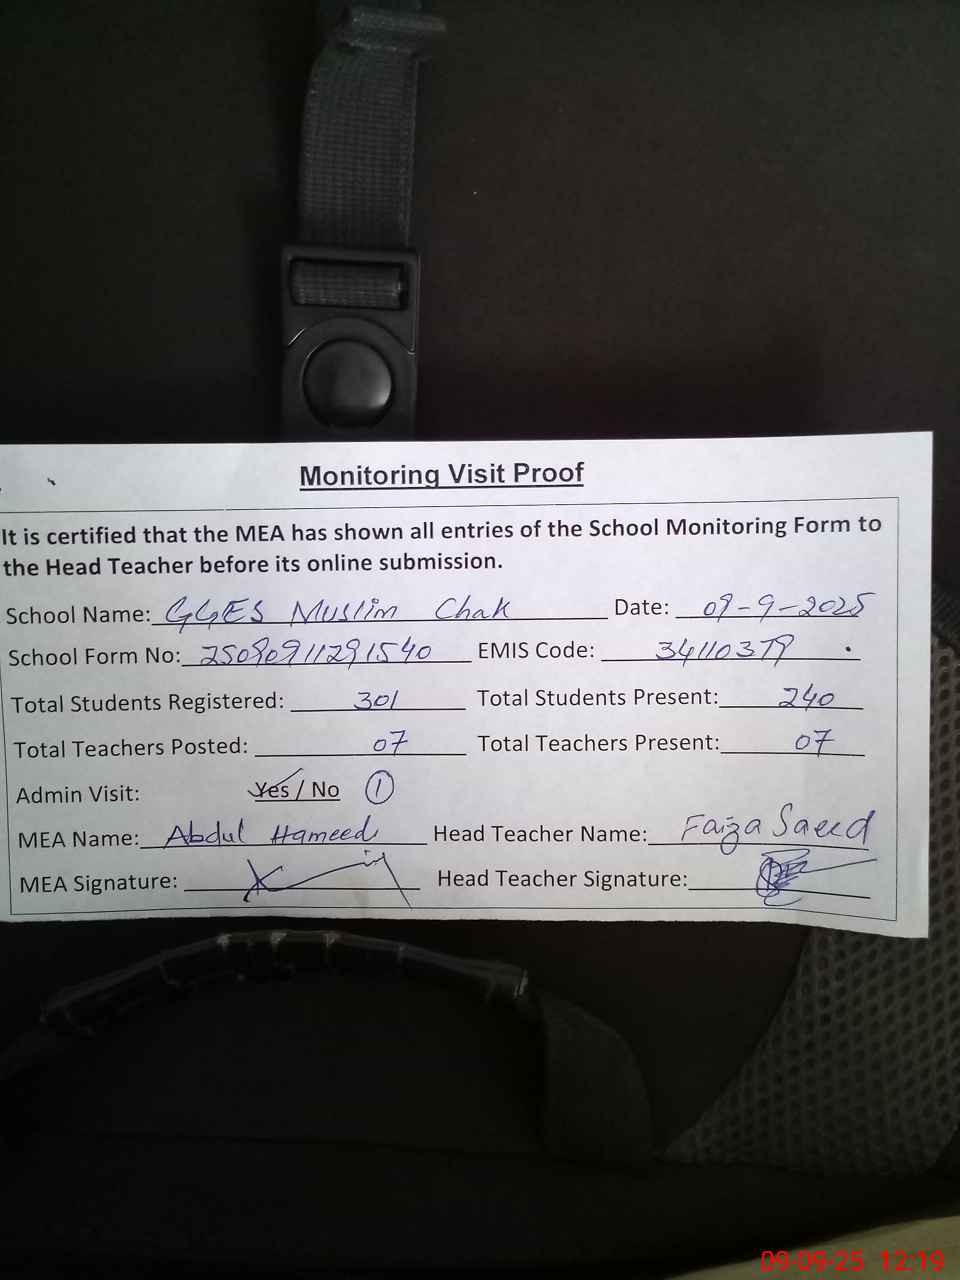 Monitoring Visit Proof
It is certified that the MEA has shown all entries of the School Monitoring Form to
the Head Teacher before its online submission.
School Name: GGES Muslim Chak Date: 09-9-2025
School Form No: 25090911291540 EMIS Code: 34110379
Total Students Registered: 301 Total Students Present: 240
Total Teachers Posted: 07 Total Teachers Present: 07
Admin Visit: Yes / No 1
MEA Name: Abdul Hameed Head Teacher Name: Faiza Saeed
MEA Signature: Head Teacher Signature:
09-09-25 12:19